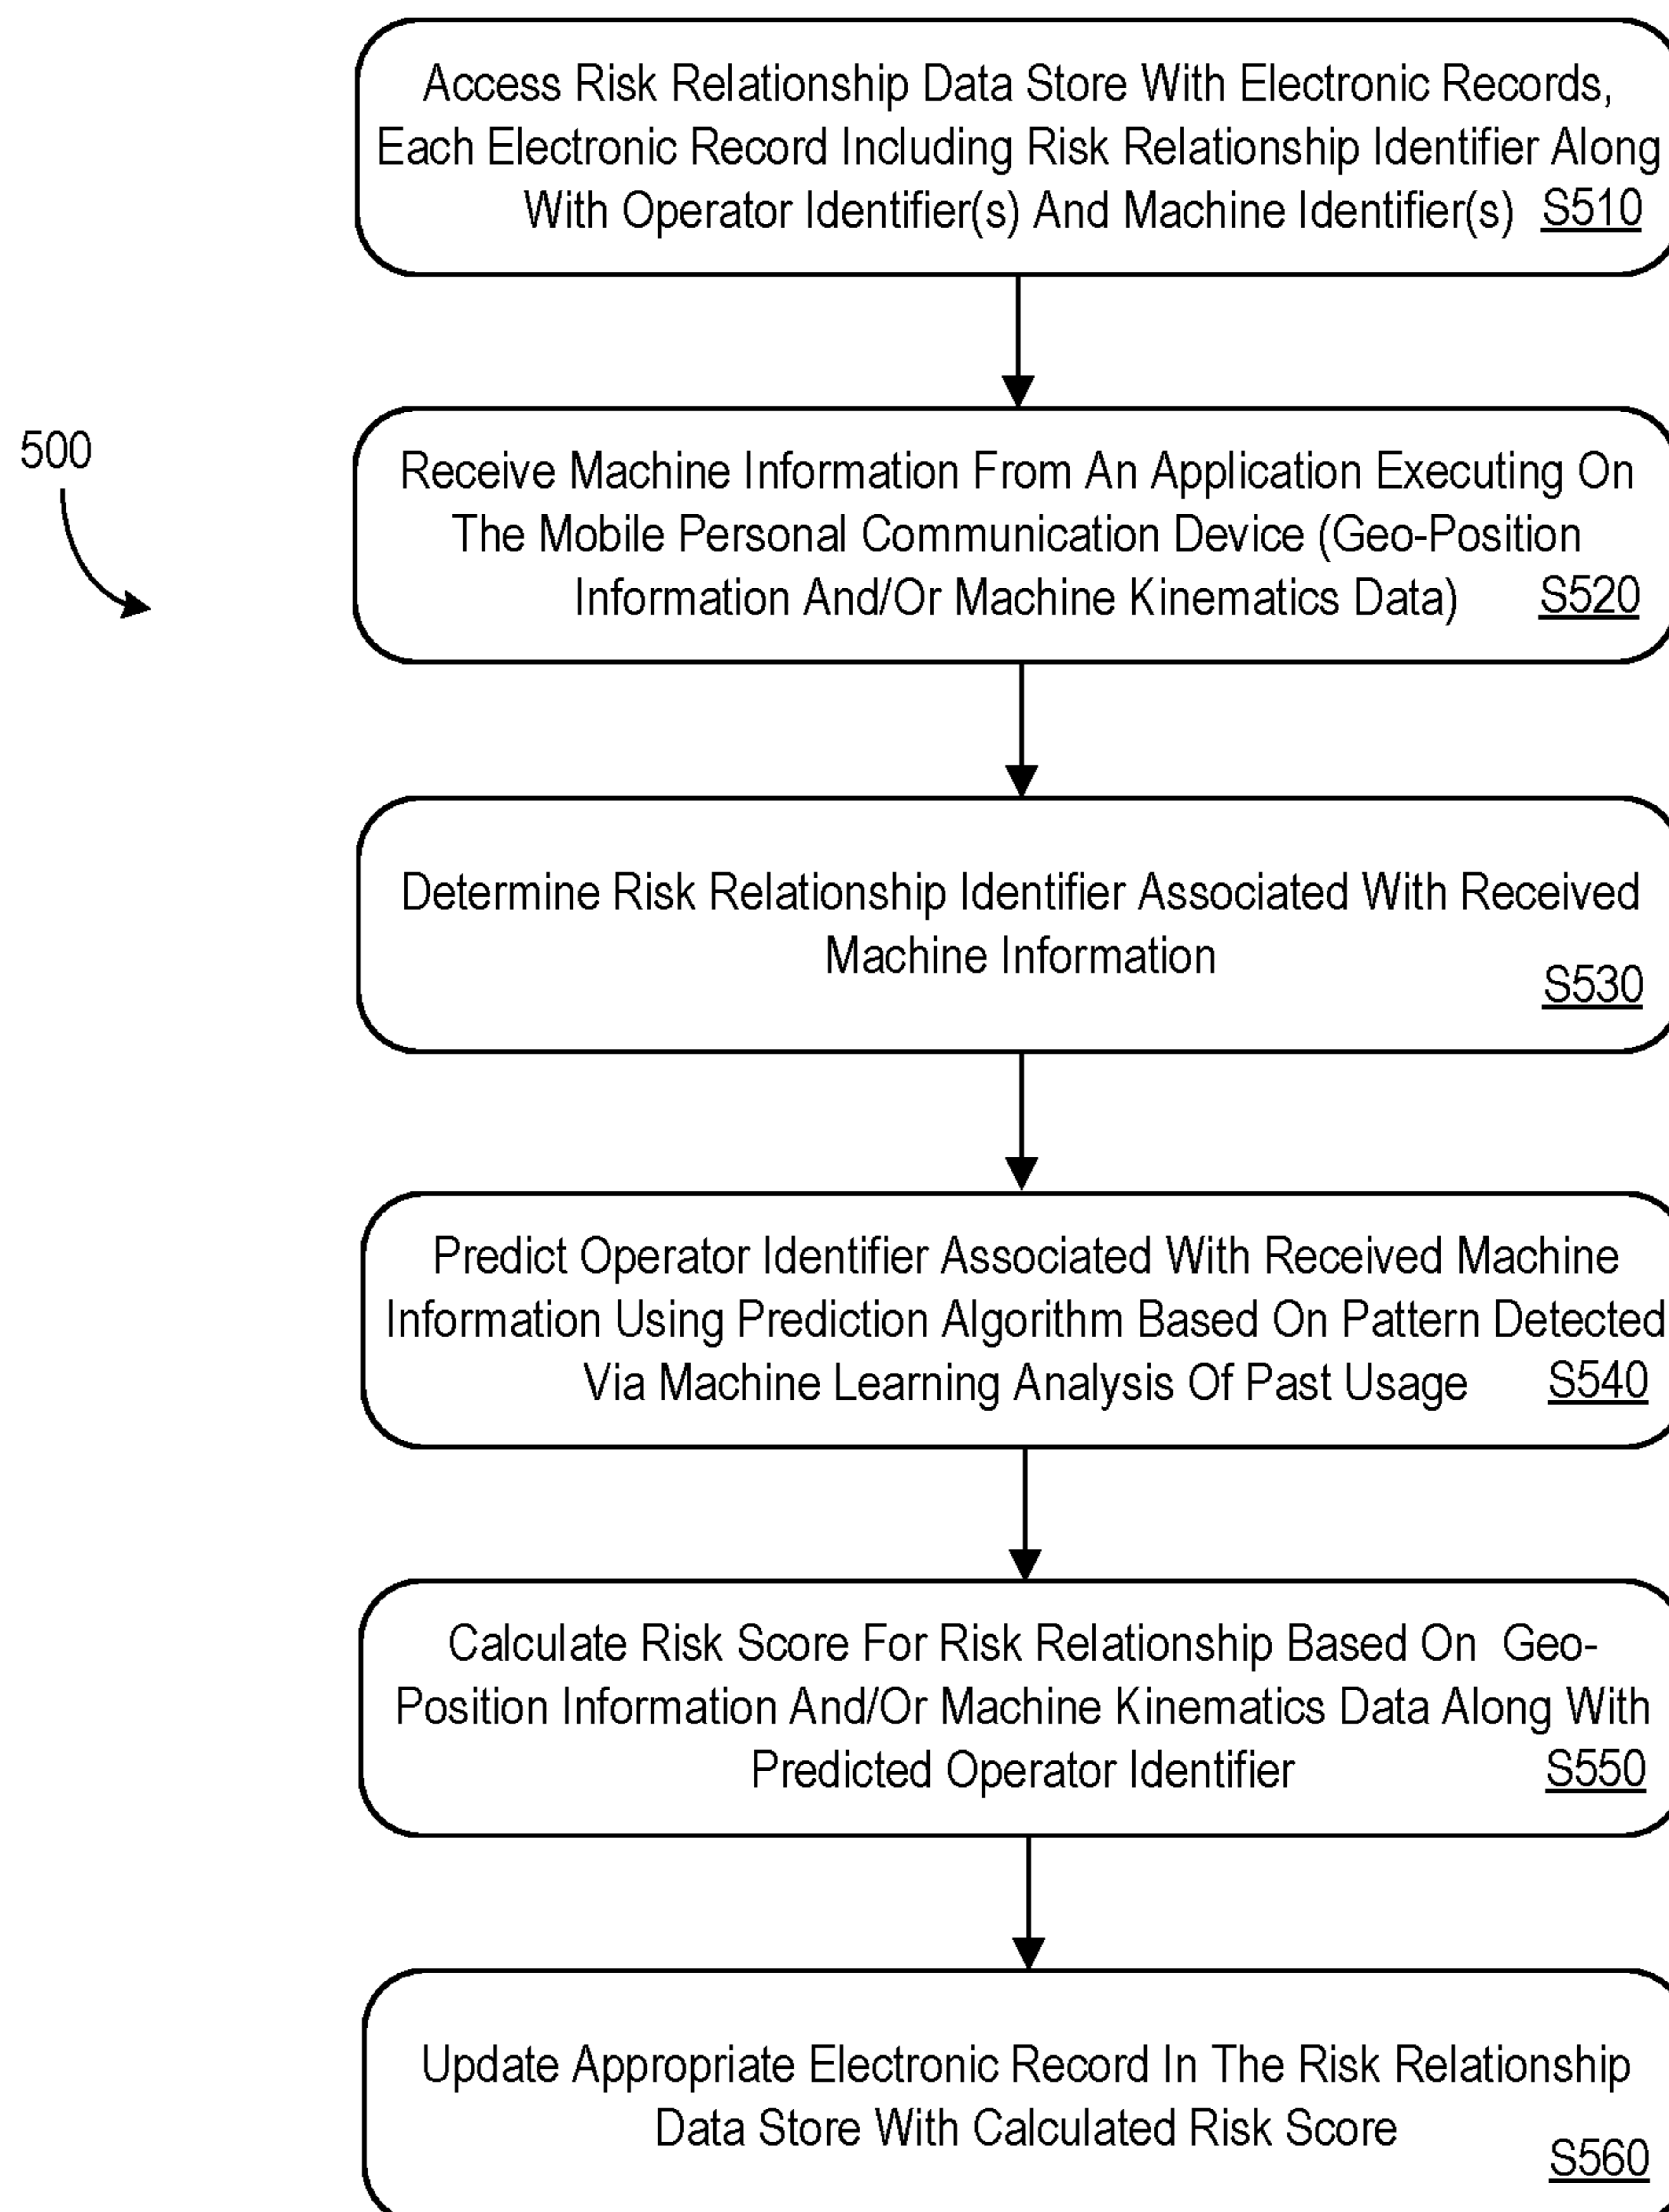 Access Risk Relationship Data Store With Electronic Records,
Each Electronic Record Including Risk Relationship Identifier Along
With Operator Identifier(s) And Machine Identifier(s) S510
500
Receive Machine Information From An Application Executing On
The Mobile Personal Communication Device (Geo-Position
Information And/Or Machine Kinematics Data) S520
Determine Risk Relationship Identifier Associated With Received
Machine Information
S530
Predict Operator Identifier Associated With Received Machine
Information Using Prediction Algorithm Based On Pattern Detected
Via Machine Learning Analysis Of Past Usage S540
Calculate Risk Score For Risk Relationship Based On Geo-
Position Information And/Or Machine Kinematics Data Along With
Predicted Operator Identifier S550
Update Appropriate Electronic Record In The Risk Relationship
Data Store With Calculated Risk Score
S560